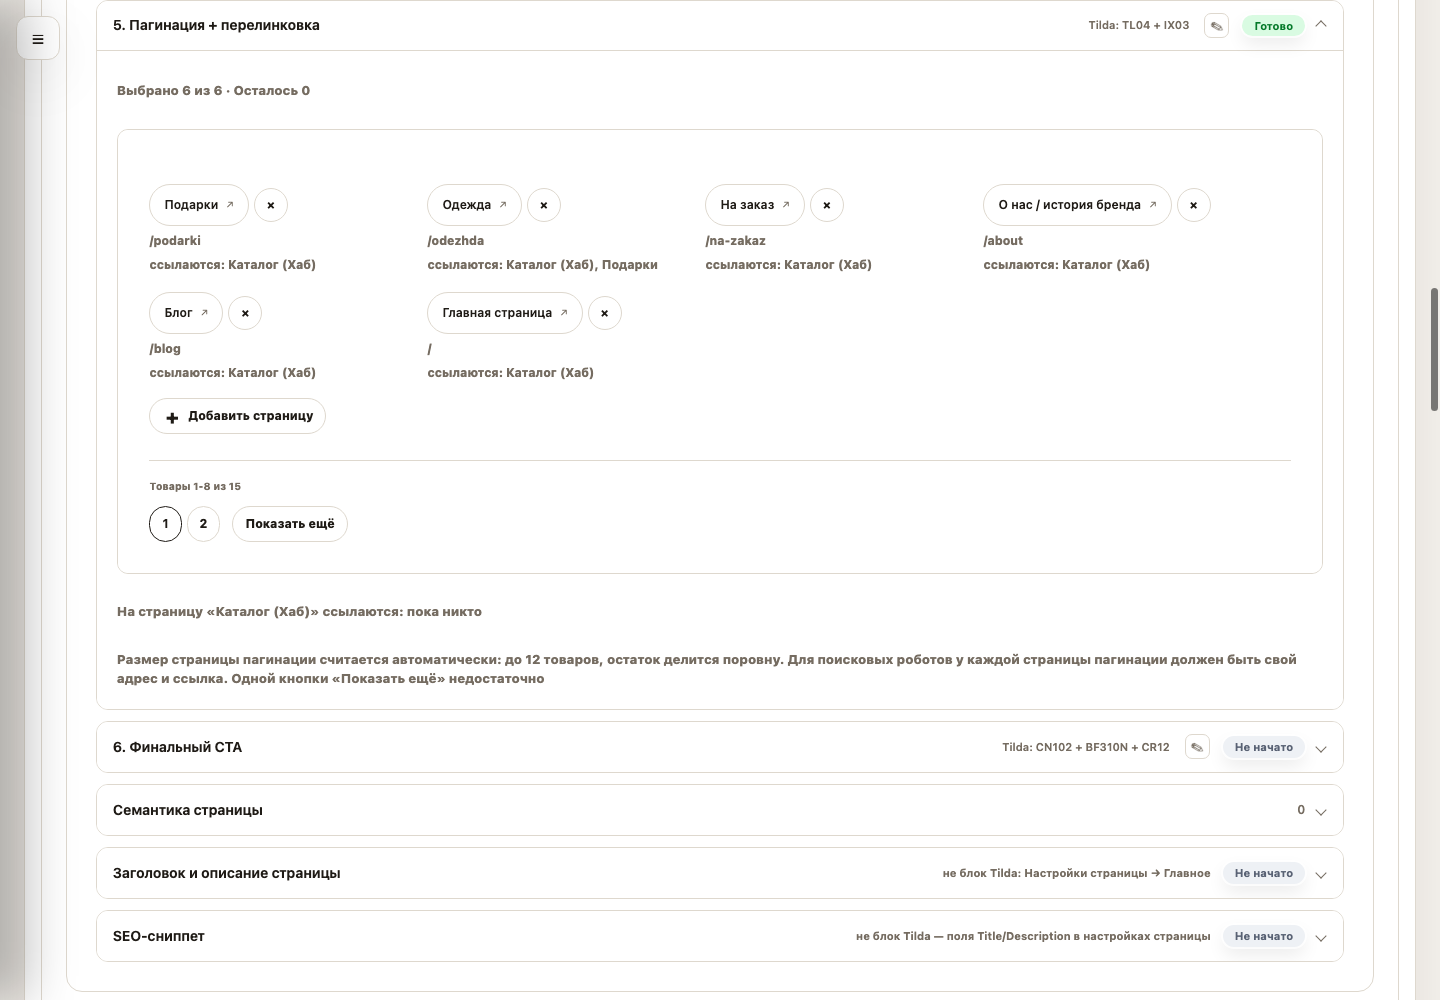 5. Пагинация + перелинковка
Tilda: TL04 + IX03
Готово
Выбрано 6 из 6 · Осталось 0
Подарки ↗ ×
Одежда ↗ ×
На заказ ↗ ×
О нас / история бренда ↗ ×
/podarki
/odezhda
/na-zakaz
/about
ссылаются: Каталог (Хаб)
ссылаются: Каталог (Хаб), Подарки
ссылаются: Каталог (Хаб)
ссылаются: Каталог (Хаб)
Блог ↗ ×
Главная страница ↗ ×
/blog
/
ссылаются: Каталог (Хаб)
ссылаются: Каталог (Хаб)
+ Добавить страницу
Товары 1-8 из 15
1
2
Показать ещё
На страницу «Каталог (Хаб)» ссылаются: пока никто
Размер страницы пагинации считается автоматически: до 12 товаров, остаток делится поровну. Для поисковых роботов у каждой страницы пагинации должен быть свой
адрес и ссылка. Одной кнопки «Показать ещё» недостаточно
6. Финальный CTA
Tilda: CN102 + BF310N + CR12
Не начато
Семантика страницы
0
Заголовок и описание страницы
не блок Tilda: Настройки страницы → Главное
Не начато
SEO-сниппет
не блок Tilda — поля Title/Description в настройках страницы
Не начато